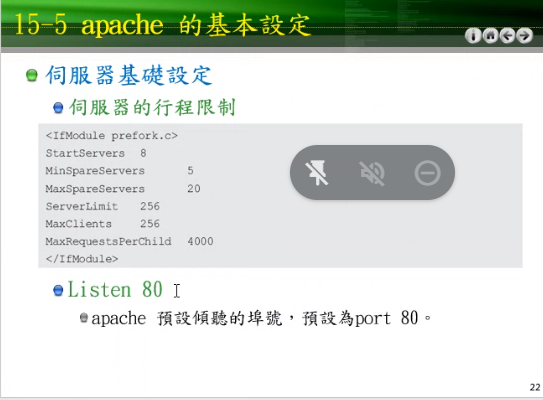 15-5 apache 的基本設定
伺服器基礎設定
伺服器的行程限制
<IfModule prefork.c>
StartServers 8
MinSpareServers 5
MaxSpareServers 20
ServerLimit 256
MaxClients 256
MaxRequestsPerChild 4000
</IfModule>
Listen 80
apache 預設傾聽的埠號，預設為port 80。
22